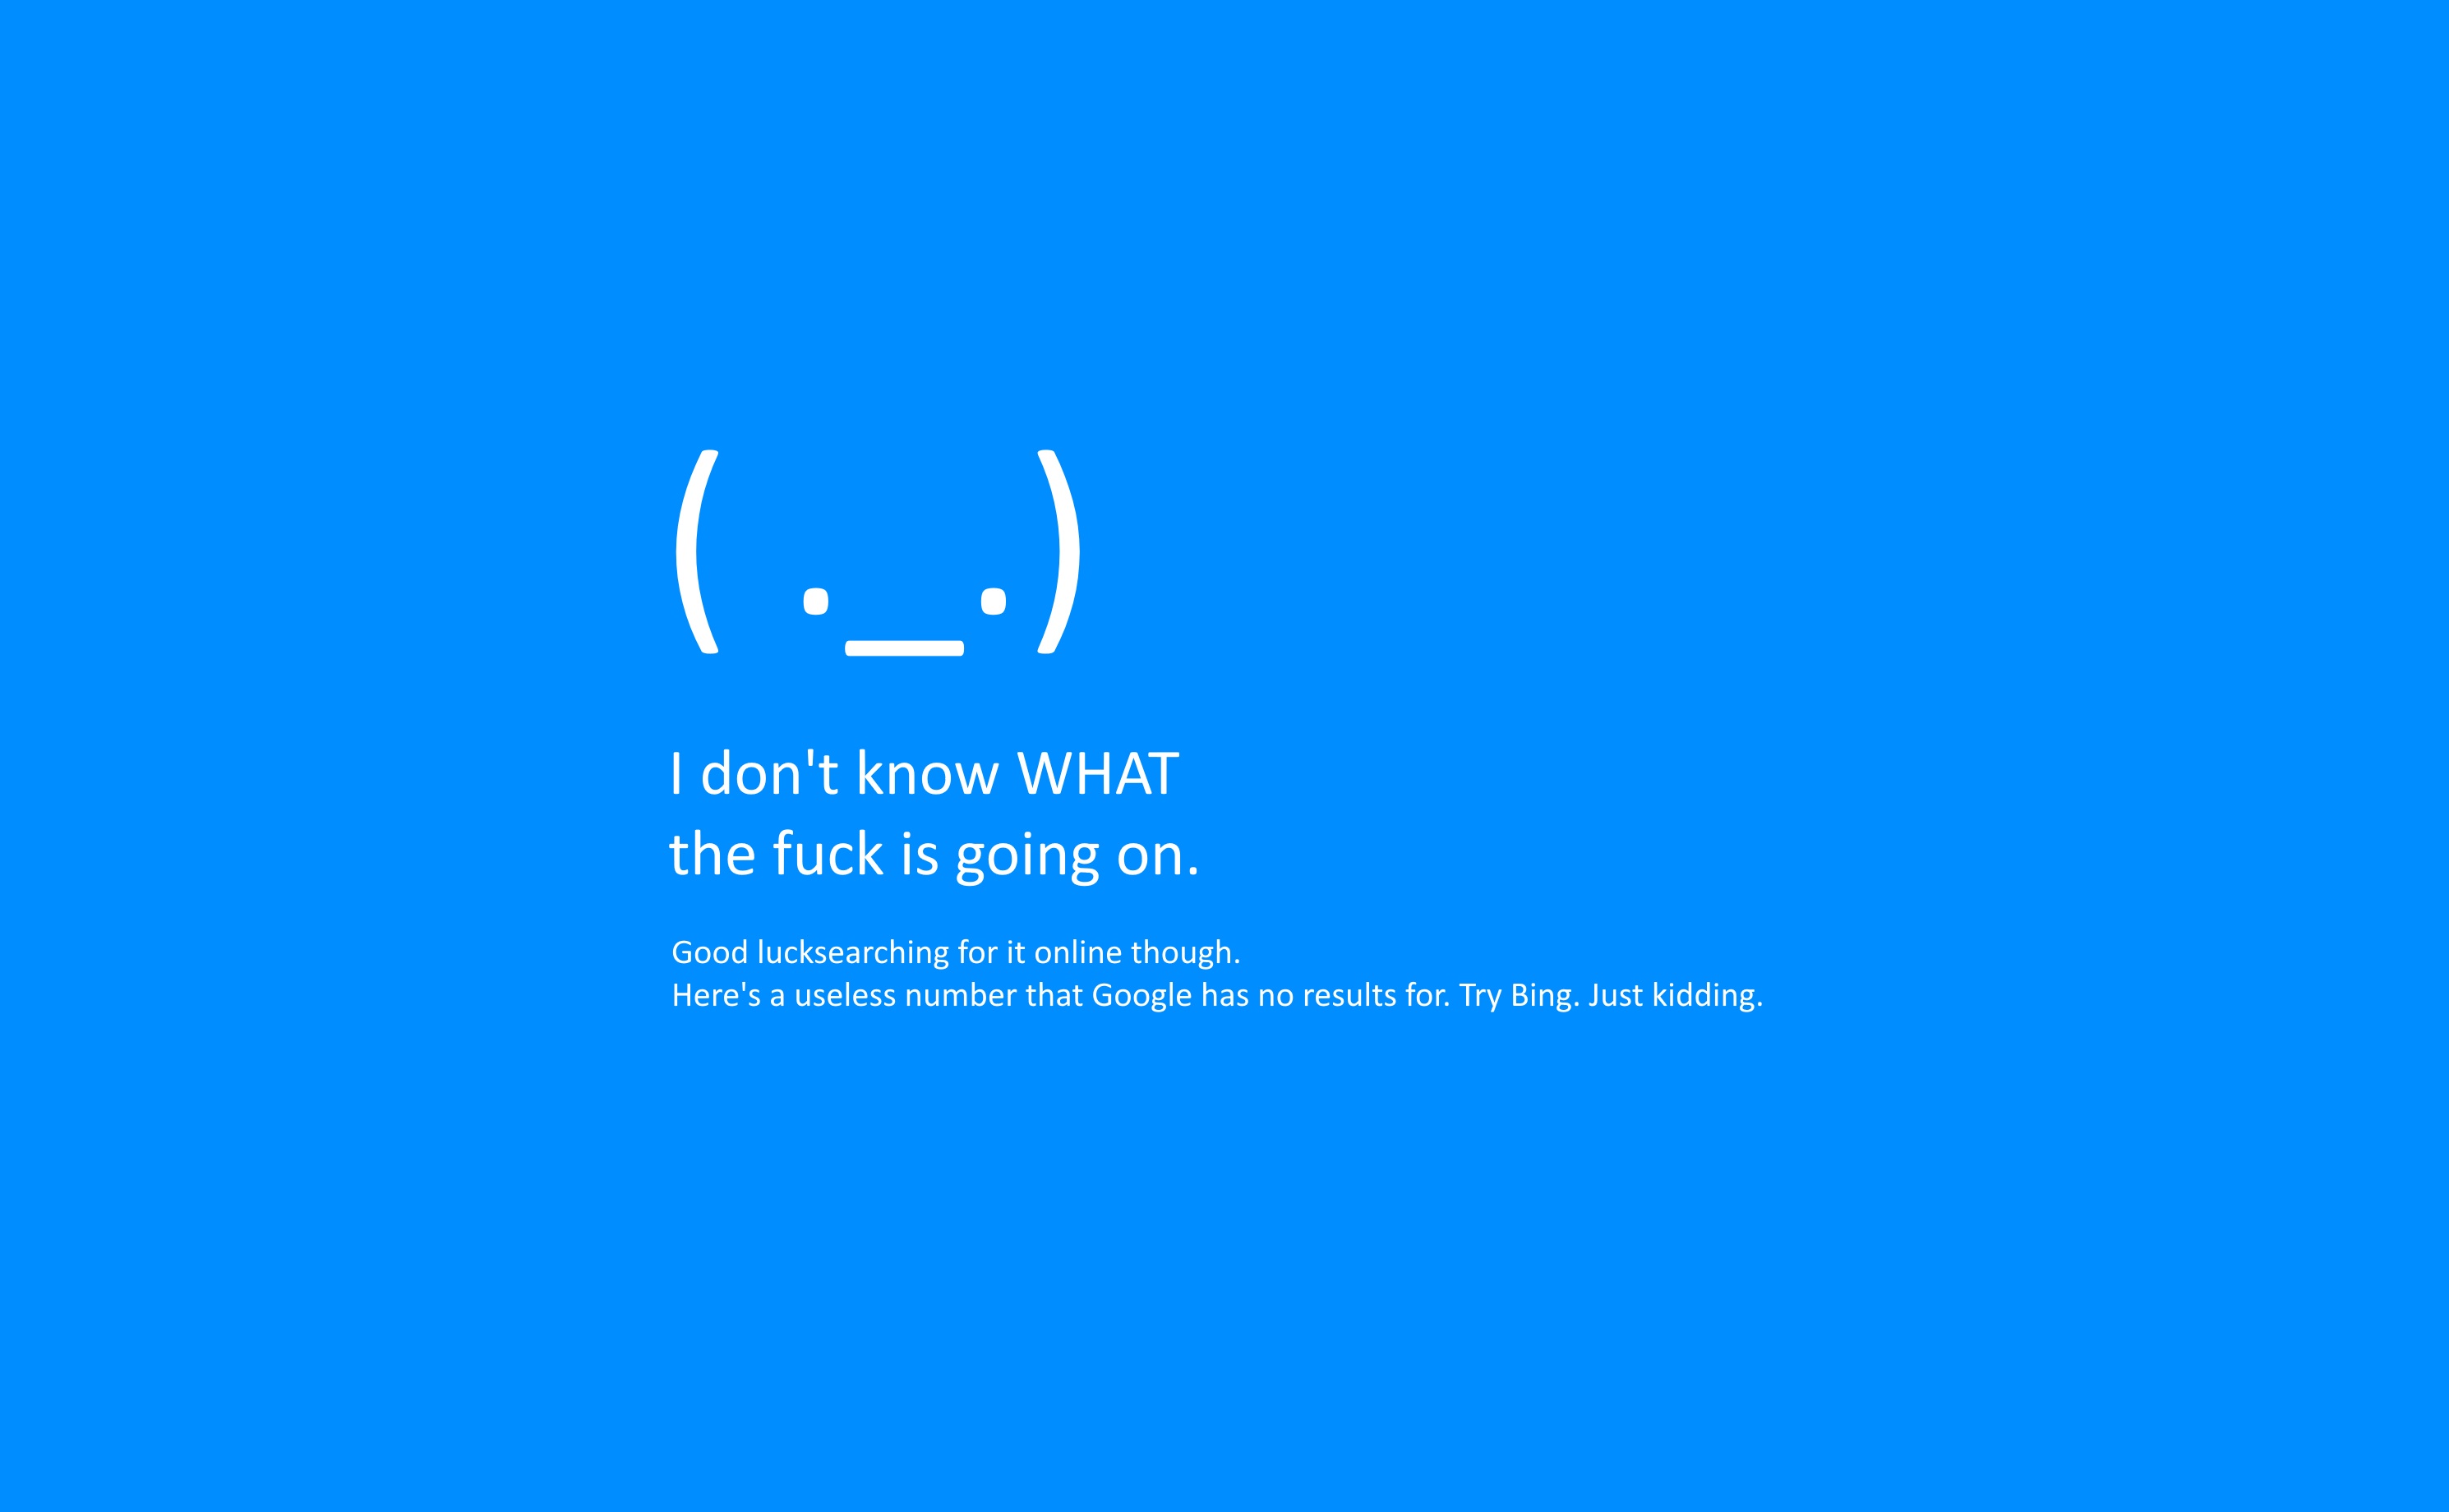 ( ._.)
I don't know WHAT
the fuck is going on.
Good lucksearching for it online though.
Here's a useless number that Google has no results for. Try Bing. Just kidding.